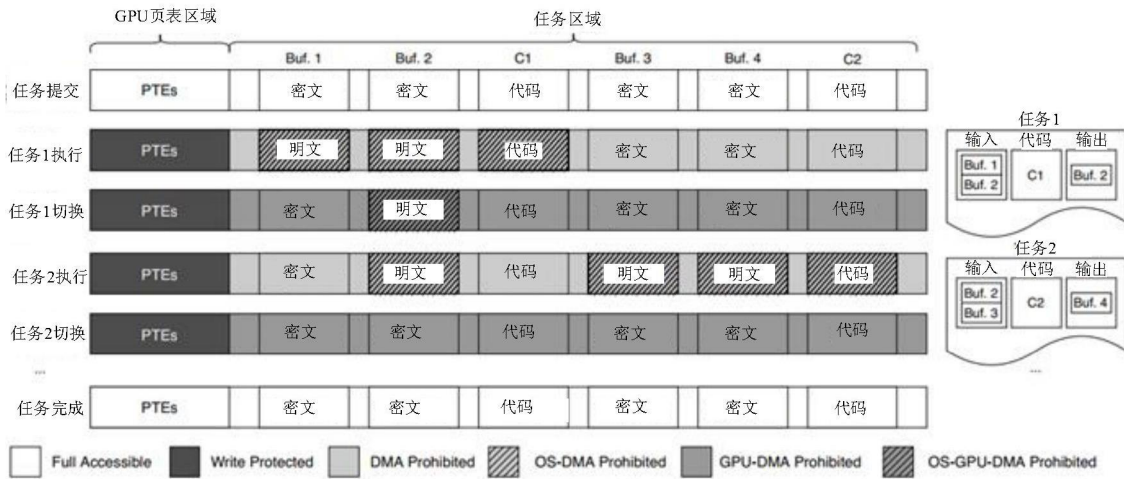 GPU页表区域 任务区域
Buf. 1 Buf. 2 C1 Buf. 3 Buf. 4 C2
任务提交 PTEs 密文 密文 代码 密文 密文 代码
任务1执行 PTEs 明文 明文 代码 密文 密文 代码
任务1切换 PTEs 密文 明文 代码 密文 密文 代码
任务2执行 PTEs 密文 明文 代码 明文 明文 代码
任务2切换 PTEs 密文 密文 代码 密文 密文 代码
...
任务完成 PTEs 密文 密文 代码 密文 密文 代码
任务1
输入 代码 输出
Buf. 1
Buf. 2 C1 Buf. 2
任务2
输入 代码 输出
Buf. 2
Buf. 3 C2 Buf. 4
...
Full Accessible Write Protected DMA Prohibited OS-DMA Prohibited GPU-DMA Prohibited OS-GPU-DMA Prohibited